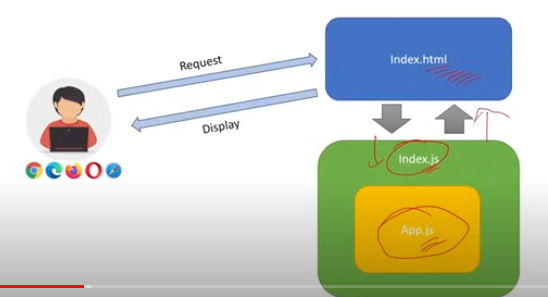 Request
Index.html
Display
Index.js
App.js